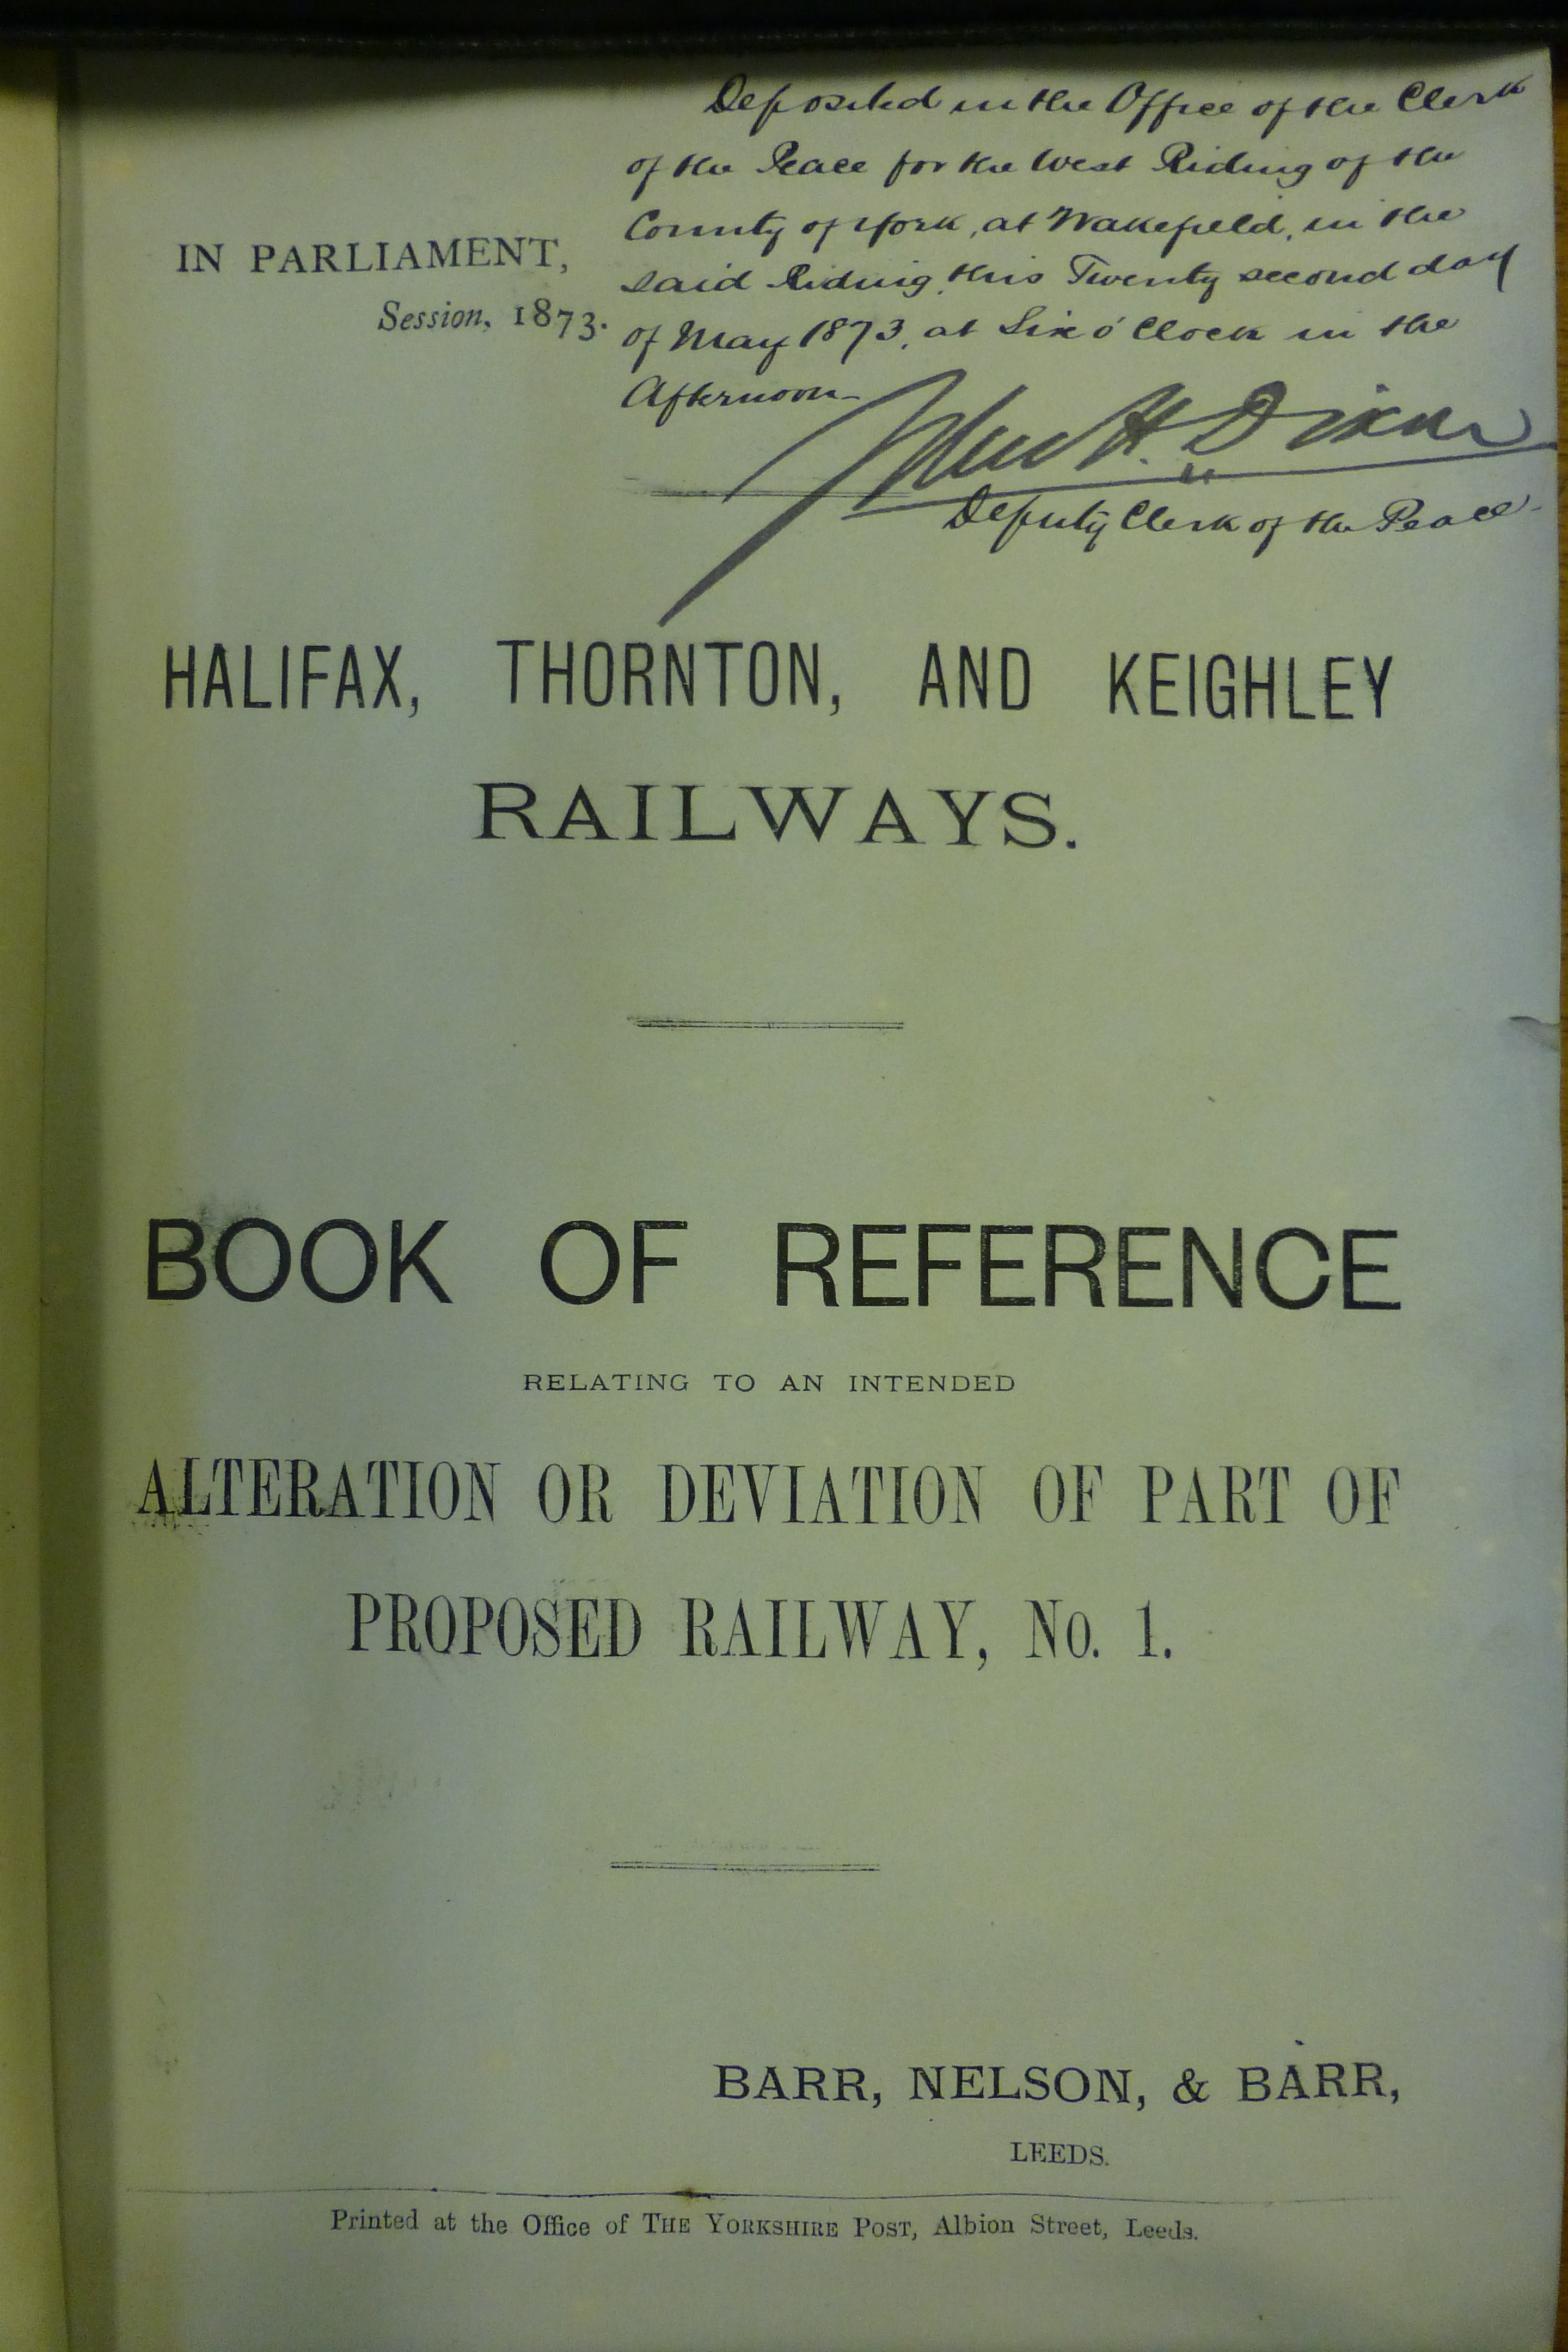 Deposited in the Office of the Clerk
of the Peace for the West Riding of the
County of York, at Wakefield, in the
said Riding, this Twenty second day
of May 1873, at Six o'Clock in the
Afternoon
John H. Dixon
Deputy Clerk of the Peace
IN PARLIAMENT,
Session, 1873.
HALIFAX, THORNTON, AND KEIGHLEY
RAILWAYS.
BOOK OF REFERENCE
RELATING TO AN INTENDED
ALTERATION OR DEVIATION OF PART OF
PROPOSED RAILWAY, No. 1.
BARR, NELSON, & BARR,
LEEDS.
Printed at the Office of THE YORKSHIRE POST, Albion Street, Leeds.